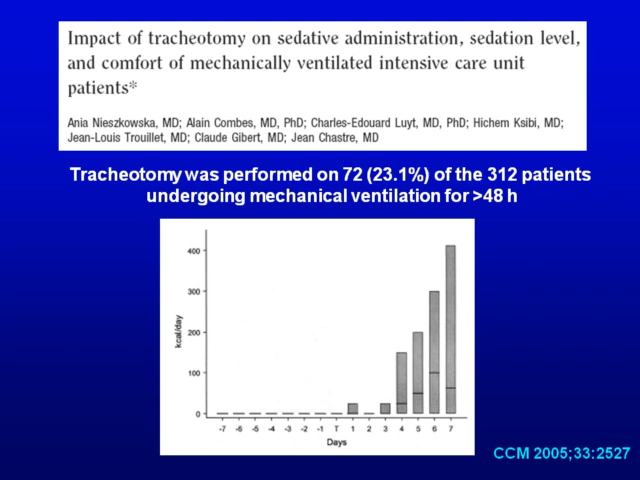 Impact of tracheotomy on sedative administration, sedation level,
and comfort of mechanically ventilated intensive care unit
patients*
Ania Nieszkowska, MD; Alain Combes, MD, PhD; Charles-Edouard Luyt, MD, PhD; Hichem Ksibi, MD;
Jean-Louis Trouillet, MD; Claude Gibert, MD; Jean Chastre, MD
Tracheotomy was performed on 72 (23.1%) of the 312 patients
undergoing mechanical ventilation for >48 h
kcal/day
400
300
200
100
0
-7 -6 -5 -4 -3 -2 -1 T 1 2 3 4 5 6 7
Days
CCM 2005;33:2527